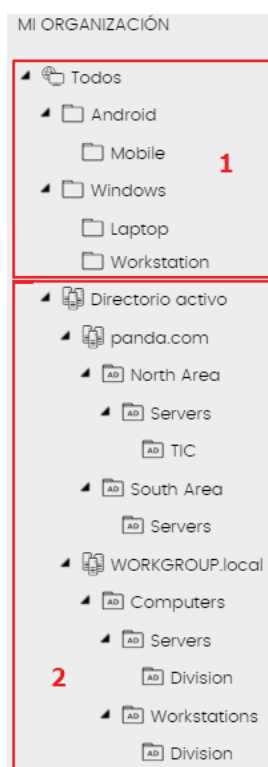 MI ORGANIZACIÓN
Todos
Android
Mobile
1
Windows
Laptop
Workstation
Directorio activo
panda.com
AD North Area
AD Servers
AD TIC
AD South Area
AD Servers
WORKGROUP.local
AD Computers
AD Servers
2
AD Division
AD Workstations
AD Division